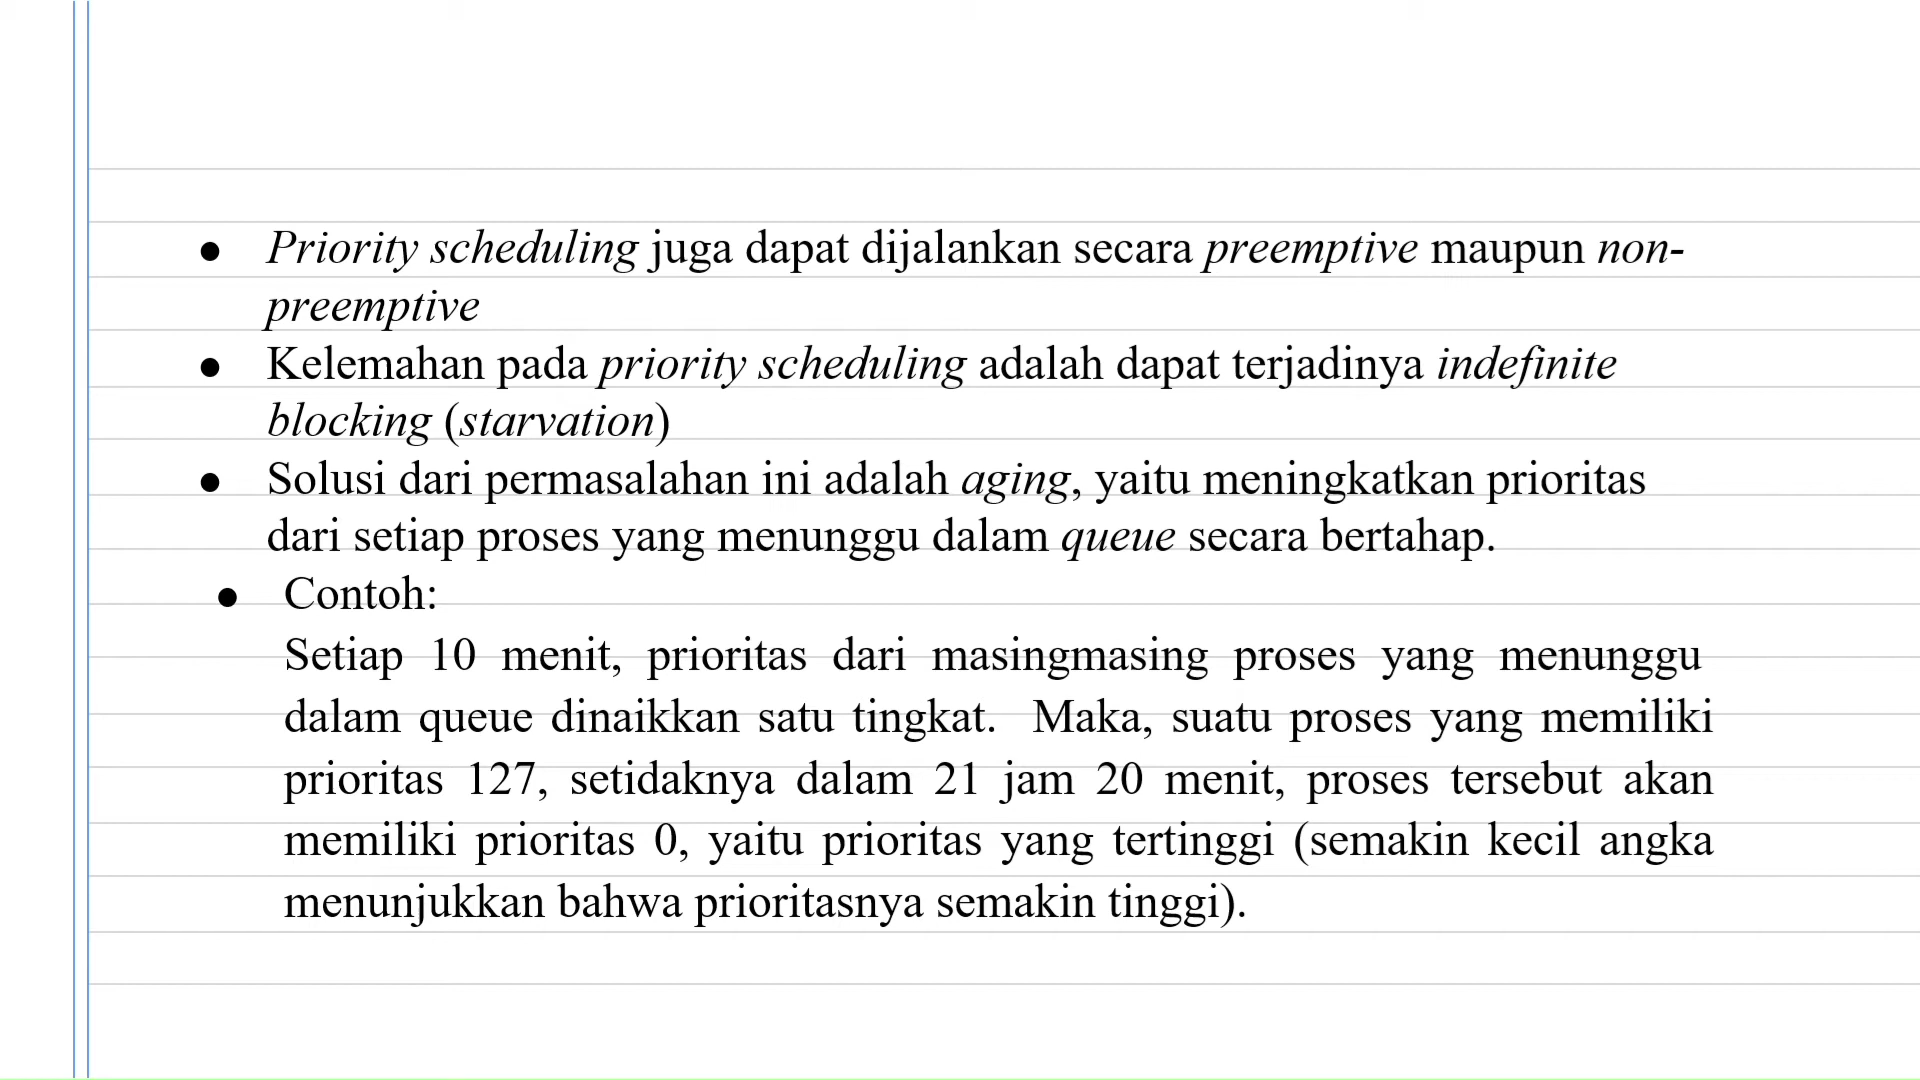 ● Priority scheduling juga dapat dijalankan secara preemptive maupun non-
preemptive
● Kelemahan pada priority scheduling adalah dapat terjadinya indefinite
blocking (starvation)
● Solusi dari permasalahan ini adalah aging, yaitu meningkatkan prioritas
dari setiap proses yang menunggu dalam queue secara bertahap.
● Contoh:
Setiap 10 menit, prioritas dari masingmasing proses yang menunggu
dalam queue dinaikkan satu tingkat. Maka, suatu proses yang memiliki
prioritas 127, setidaknya dalam 21 jam 20 menit, proses tersebut akan
memiliki prioritas 0, yaitu prioritas yang tertinggi (semakin kecil angka
menunjukkan bahwa prioritasnya semakin tinggi).